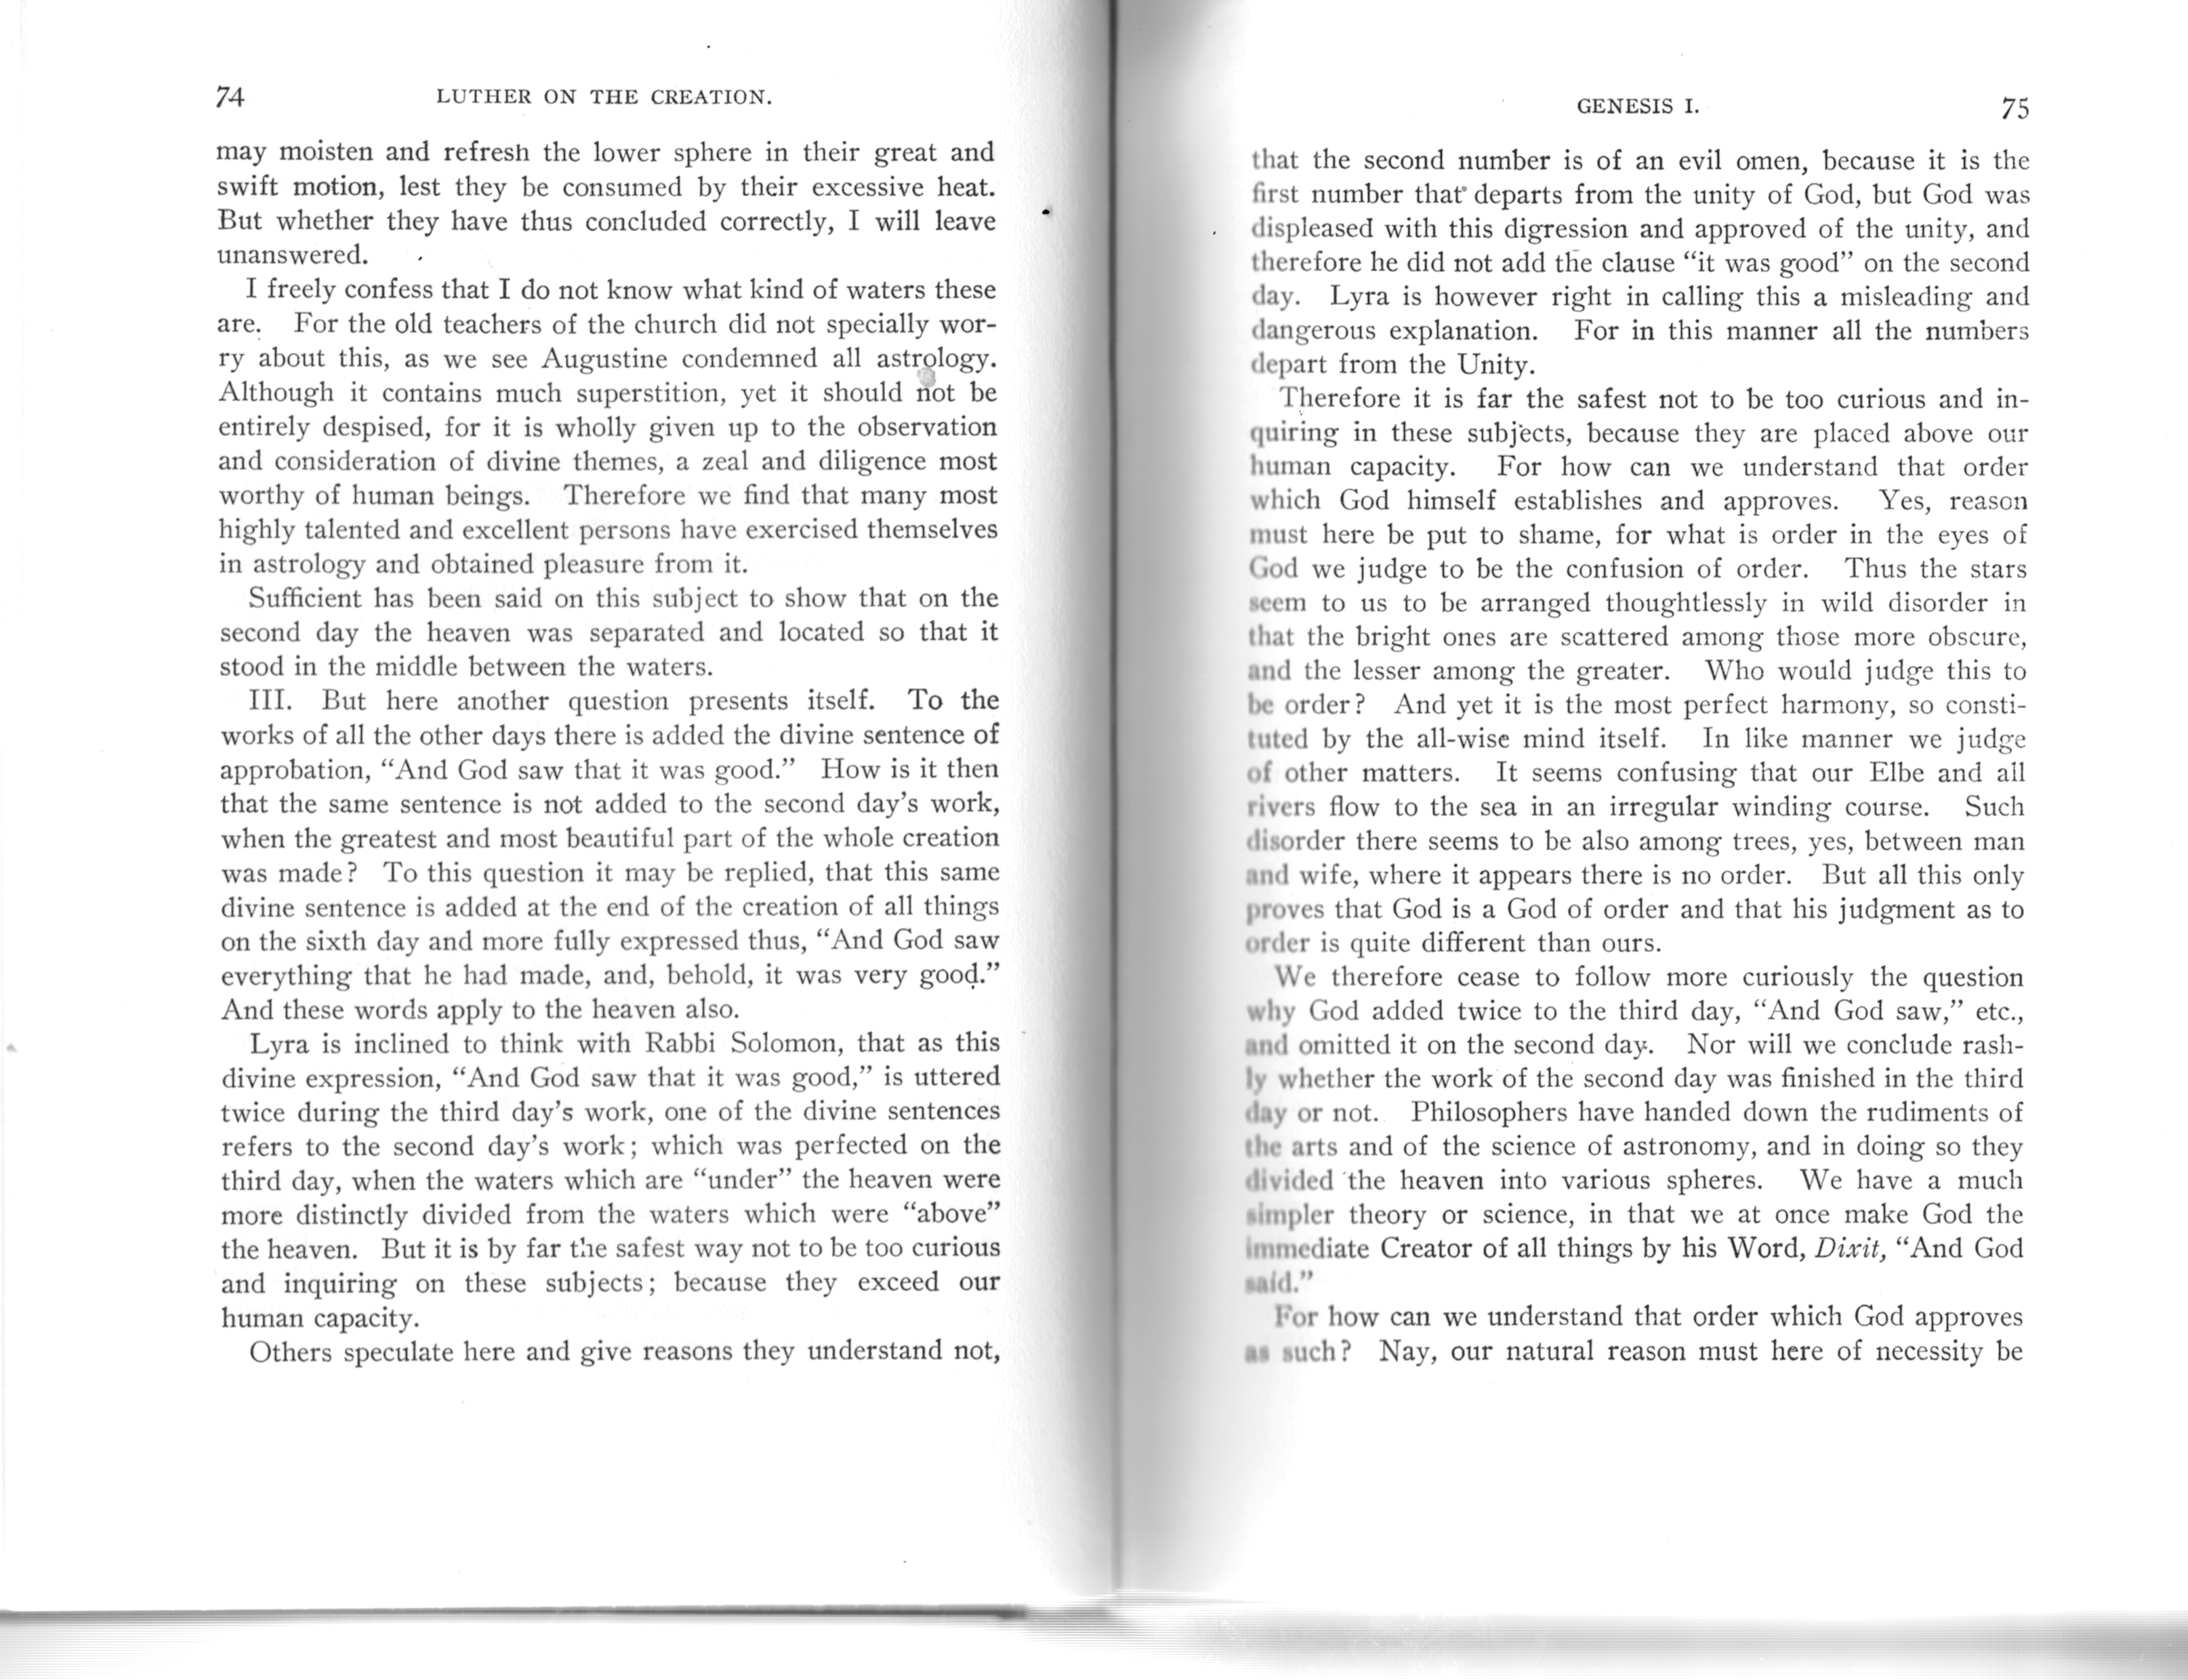 74 LUTHER ON THE CREATION.
may moisten and refresh the lower sphere in their great and
swift motion, lest they be consumed by their excessive heat.
But whether they have thus concluded correctly, I will leave
unanswered.
I freely confess that I do not know what kind of waters these
are. For the old teachers of the church did not specially wor-
ry about this, as we see Augustine condemned all astrology.
Although it contains much superstition, yet it should not be
entirely despised, for it is wholly given up to the observation
and consideration of divine themes, a zeal and diligence most
worthy of human beings. Therefore we find that many most
highly talented and excellent persons have exercised themselves
in astrology and obtained pleasure from it.
Sufficient has been said on this subject to show that on the
second day the heaven was separated and located so that it
stood in the middle between the waters.
III. But here another question presents itself. To the
works of all the other days there is added the divine sentence of
approbation, “And God saw that it was good.” How is it then
that the same sentence is not added to the second day’s work,
when the greatest and most beautiful part of the whole creation
was made? To this question it may be replied, that this same
divine sentence is added at the end of the creation of all things
on the sixth day and more fully expressed thus, “And God saw
everything that he had made, and, behold, it was very good.”
And these words apply to the heaven also.
Lyra is inclined to think with Rabbi Solomon, that as this
divine expression, “And God saw that it was good,” is uttered
twice during the third day’s work, one of the divine sentences
refers to the second day’s work; which was perfected on the
third day, when the waters which are “under” the heaven were
more distinctly divided from the waters which were “above”
the heaven. But it is by far the safest way not to be too curious
and inquiring on these subjects; because they exceed our
human capacity.
Others speculate here and give reasons they understand not,
GENESIS I. 75
that the second number is of an evil omen, because it is the
first number that departs from the unity of God, but God was
displeased with this digression and approved of the unity, and
therefore he did not add the clause “it was good” on the second
day. Lyra is however right in calling this a misleading and
dangerous explanation. For in this manner all the numbers
depart from the Unity.
Therefore it is far the safest not to be too curious and in-
quiring in these subjects, because they are placed above our
human capacity. For how can we understand that order
which God himself establishes and approves. Yes, reason
must here be put to shame, for what is order in the eyes of
God we judge to be the confusion of order. Thus the stars
seem to us to be arranged thoughtlessly in wild disorder in
that the bright ones are scattered among those more obscure,
and the lesser among the greater. Who would judge this to
be order? And yet it is the most perfect harmony, so consti-
tuted by the all-wise mind itself. In like manner we judge
of other matters. It seems confusing that our Elbe and all
rivers flow to the sea in an irregular winding course. Such
disorder there seems to be also among trees, yes, between man
and wife, where it appears there is no order. But all this only
proves that God is a God of order and that his judgment as to
order is quite different than ours.
We therefore cease to follow more curiously the question
why God added twice to the third day, “And God saw,” etc.,
and omitted it on the second day. Nor will we conclude rash-
ly whether the work of the second day was finished in the third
day or not. Philosophers have handed down the rudiments of
the arts and of the science of astronomy, and in doing so they
divided the heaven into various spheres. We have a much
simpler theory or science, in that we at once make God the
immediate Creator of all things by his Word, Dixit, “And God
said.”
For how can we understand that order which God approves
as such? Nay, our natural reason must here of necessity be